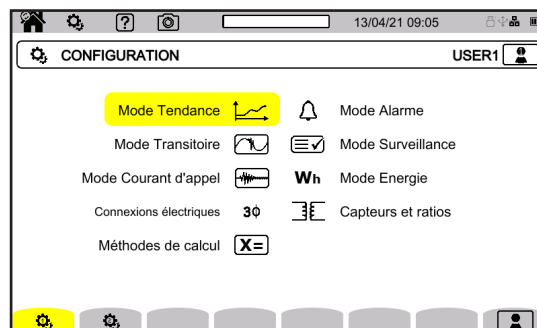 ?
13/04/21 09:05
CONFIGURATION
USER1
Mode Tendance
Mode Alarme
Mode Transitoire
Mode Surveillance
Mode Courant d'appel
Wh Mode Energie
Connexions électriques 3ϕ
Capteurs et ratios
Méthodes de calcul X=